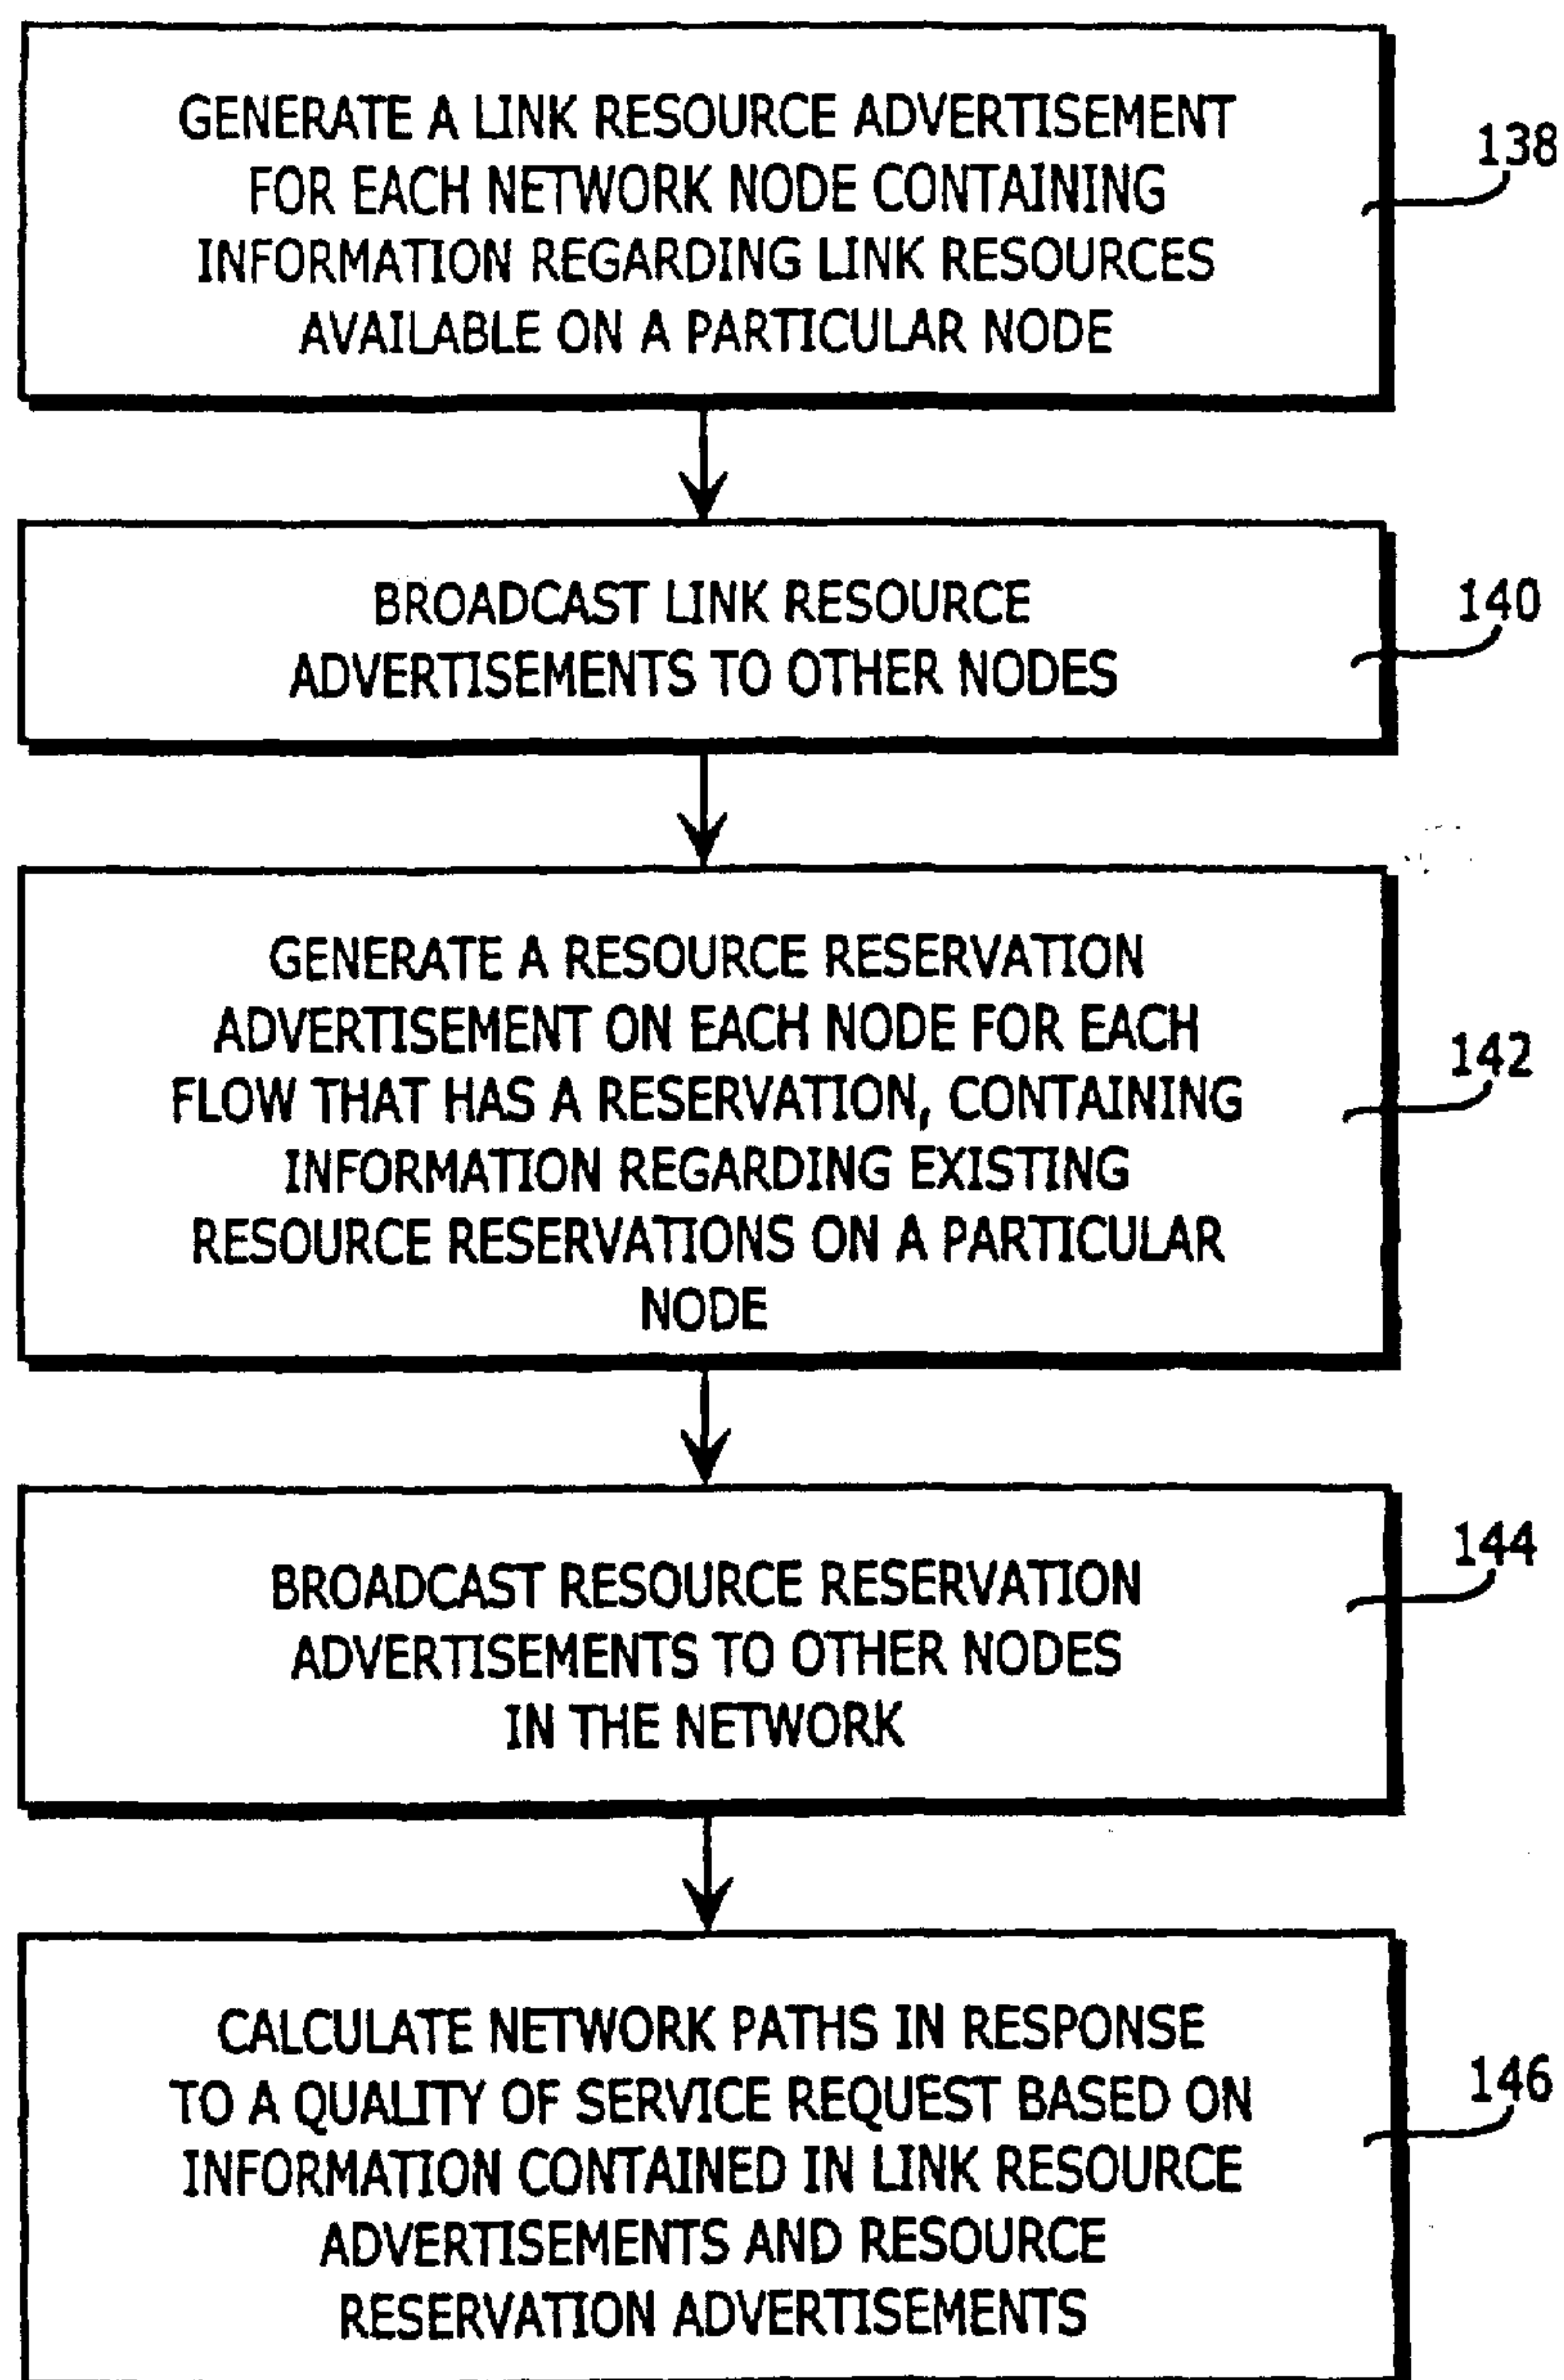 GENERATE A LINK RESOURCE ADVERTISEMENT
FOR EACH NETWORK NODE CONTAINING
INFORMATION REGARDING LINK RESOURCES
AVAILABLE ON A PARTICULAR NODE
138
BROADCAST LINK RESOURCE
ADVERTISEMENTS TO OTHER NODES
140
GENERATE A RESOURCE RESERVATION
ADVERTISEMENT ON EACH NODE FOR EACH
FLOW THAT HAS A RESERVATION, CONTAINING
INFORMATION REGARDING EXISTING
RESOURCE RESERVATIONS ON A PARTICULAR
NODE
142
BROADCAST RESOURCE RESERVATION
ADVERTISEMENTS TO OTHER NODES
IN THE NETWORK
144
CALCULATE NETWORK PATHS IN RESPONSE
TO A QUALITY OF SERVICE REQUEST BASED ON
INFORMATION CONTAINED IN LINK RESOURCE
ADVERTISEMENTS AND RESOURCE
RESERVATION ADVERTISEMENTS
146